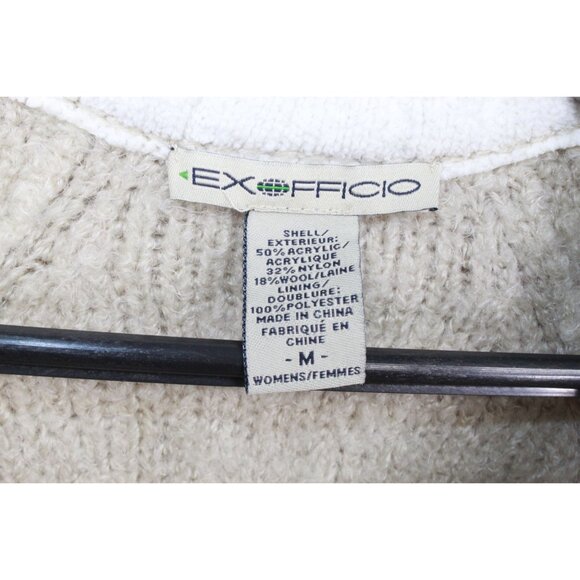 EXOFFICIO
SHELL/
EXTERIEUR:
50% ACRYLIC/
ACRYLIQUE
32% NYLON
18% WOOL/LAINE
LINING/
DOUBLURE:
100% POLYESTER
MADE IN CHINA
FABRIQUÉ EN
CHINE
- M -
WOMENS/FEMMES